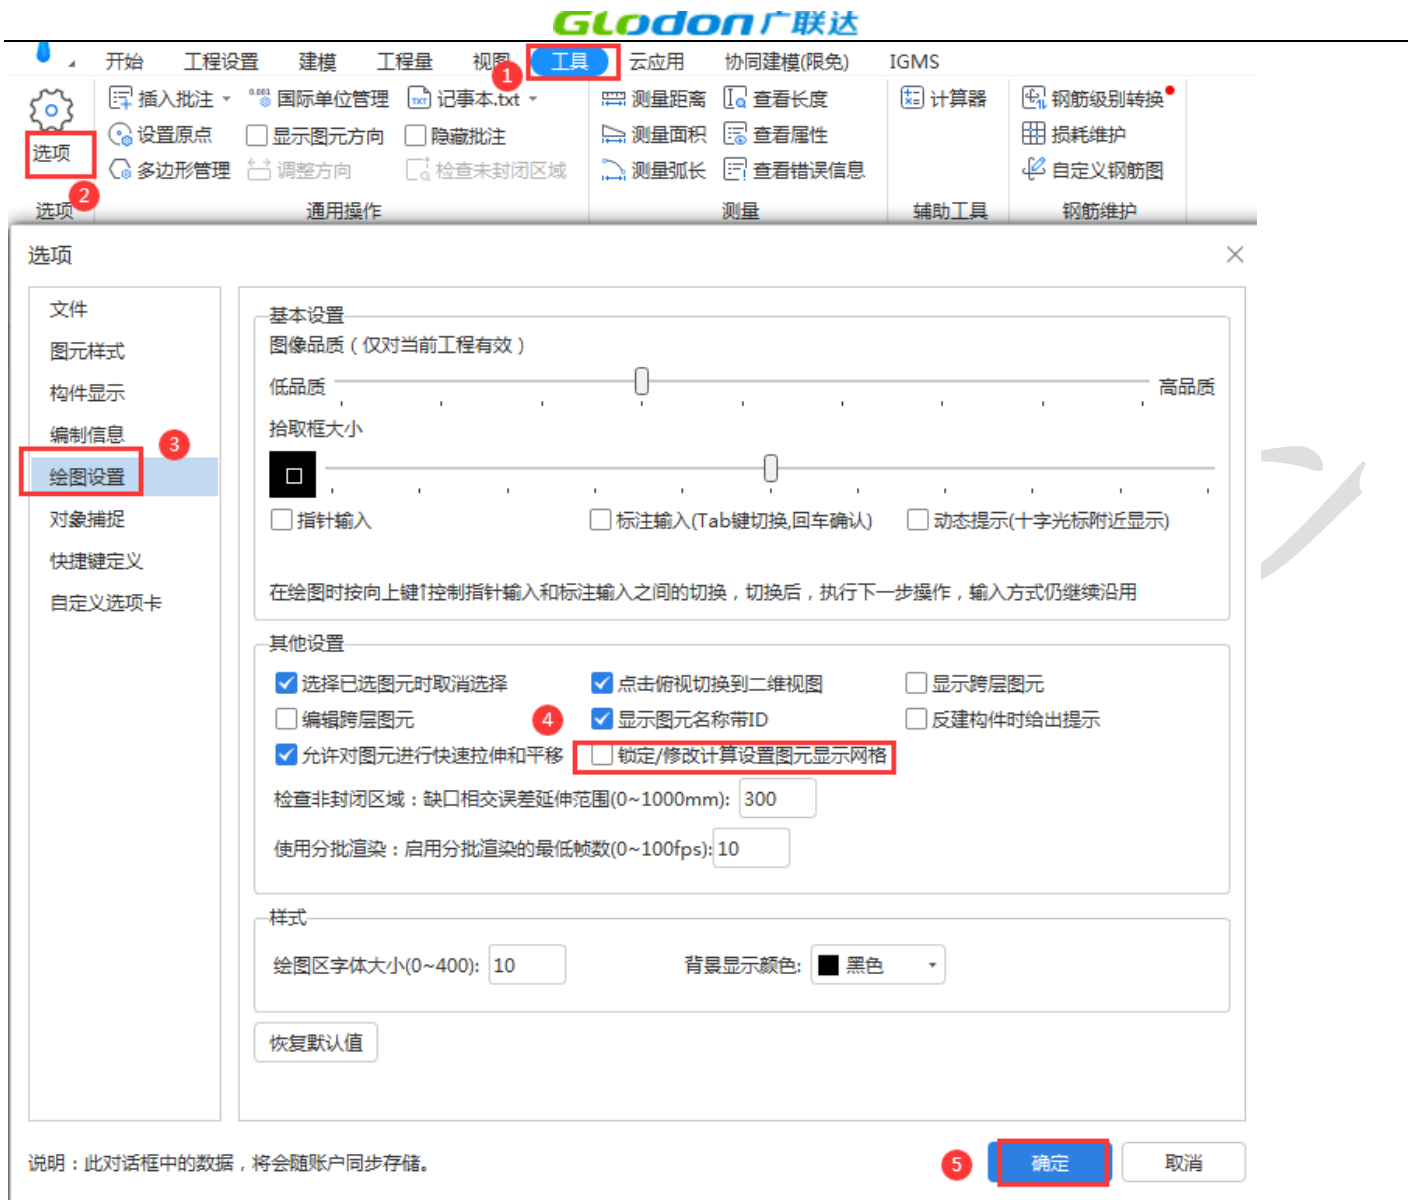 GLodon广联达
开始 工程设置 建模 工程量 视图 工具 云应用 协同建模(限免) IGMS
1
插入批注 0.001 国际单位管理 TXT 记事本.txt 测量距离 查看长度 计算器 钢筋级别转换
设置原点 显示图元方向 隐藏批注 测量面积 查看属性 损耗维护
选项
多边形管理 调整方向 检查未封闭区域 测量弧长 查看错误信息 自定义钢筋图
2
选项 通用操作 测量 辅助工具 钢筋维护
选项
文件
图元样式
构件显示
编制信息
3
绘图设置
对象捕捉
快捷键定义
自定义选项卡
基本设置
图像品质(仅对当前工程有效)
低品质 高品质
拾取框大小
指针输入 标注输入(Tab键切换,回车确认) 动态提示(十字光标附近显示)
在绘图时按向上键↑控制指针输入和标注输入之间的切换，切换后，执行下一步操作，输入方式仍继续沿用
其他设置
选择已选图元时取消选择 点击俯视切换到二维视图 显示跨层图元
编辑跨层图元 4 显示图元名称带ID 反建构件时给出提示
允许对图元进行快速拉伸和平移 锁定/修改计算设置图元显示网格
检查非封闭区域：缺口相交误差延伸范围(0~1000mm): 300
使用分批渲染：启用分批渲染的最低帧数(0~100fps): 10
样式
绘图区字体大小(0~400): 10 背景显示颜色: 黑色
恢复默认值
说明：此对话框中的数据，将会随账户同步存储。 5 确定 取消